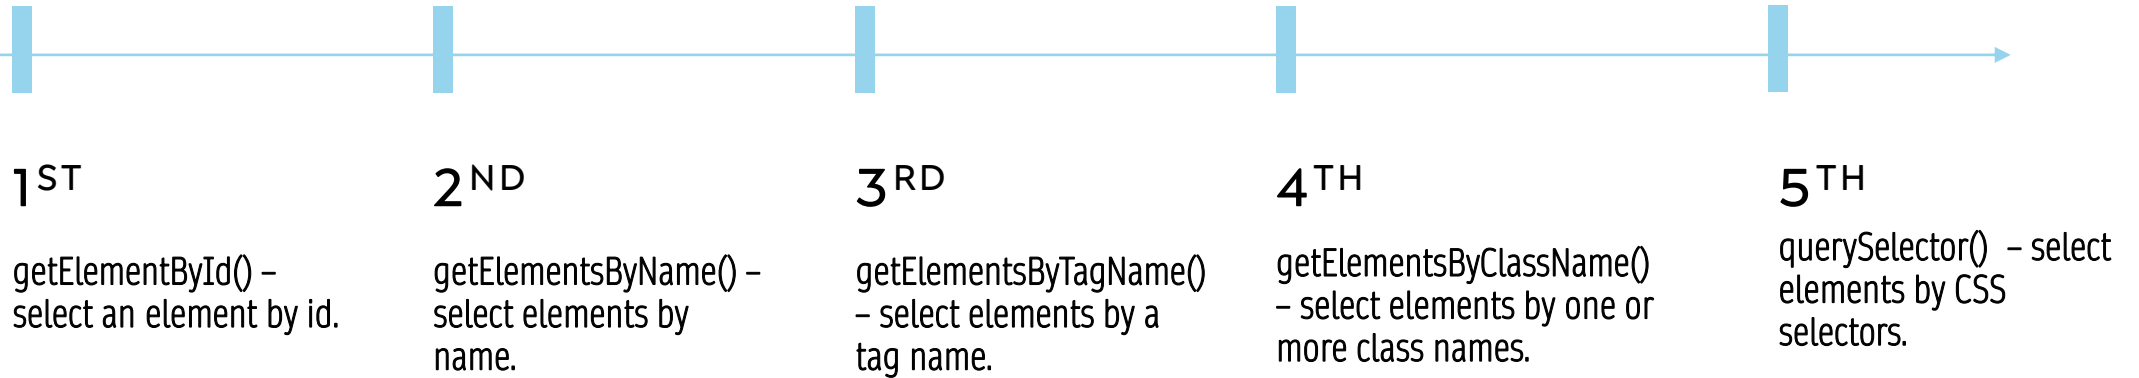 1ST
getElementById() –
select an element by id.
2ND
getElementsByName() –
select elements by
name.
3RD
getElementsByTagName()
– select elements by a
tag name.
4TH
getElementsByClassName()
– select elements by one or
more class names.
5TH
querySelector()  – select
elements by CSS
selectors.